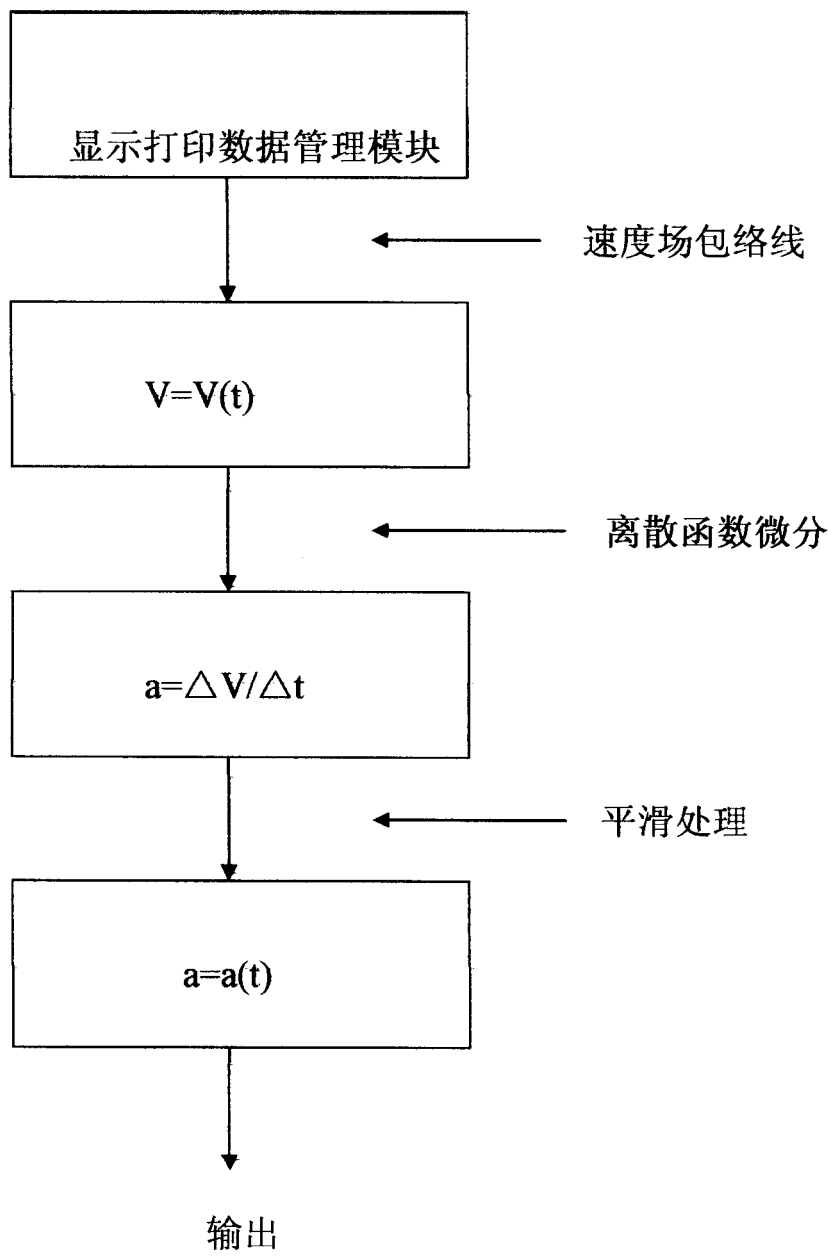 显示打印数据管理模块
速度场包络线
V=V(t)
离散函数微分
a=△V/△t
平滑处理
a=a(t)
输出